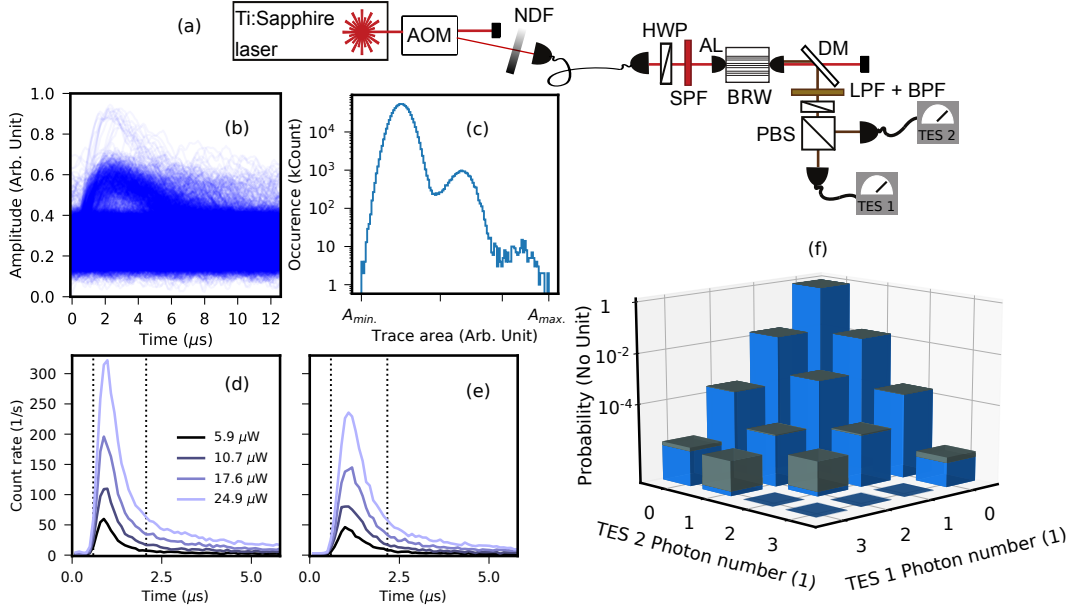 (a)
Ti:Sapphire
laser
AOM
NDF
HWP
SPF
AL
BRW
DM
LPF + BPF
PBS
TES 2
TES 1
(b)
Amplitude (Arb. Unit)
1.0
0.8
0.6
0.4
0.2
0.0
0 2 4 6 8 10 12
Time (μs)
(c)
Occurence (kCount)
10⁴
10³
10²
10
1
A_min. A_max.
Trace area (Arb. Unit)
(d)
Count rate (1/s)
300
250
200
150
100
50
0
5.9 μW
10.7 μW
17.6 μW
24.9 μW
0.0 2.5 5.0
Time (μs)
(e)
0.0 2.5 5.0
Time (μs)
(f)
Probability (No Unit)
1
10⁻²
10⁻⁴
0 1 2 3
TES 2 Photon number (1)
3 2 1 0
TES 1 Photon number (1)